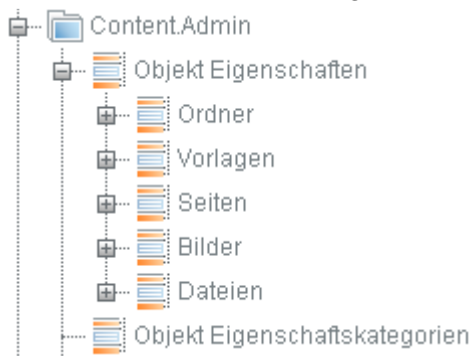 Content.Admin
Objekt Eigenschaften
Ordner
Vorlagen
Seiten
Bilder
Dateien
Objekt Eigenschaftskategorien